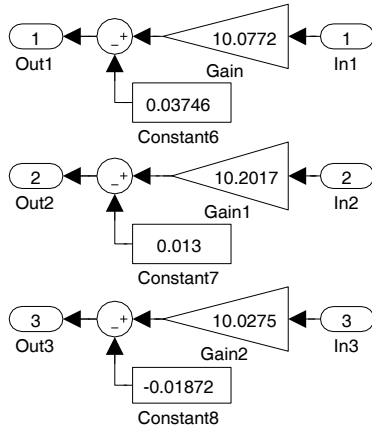 1
10.0772
1
Out1
Gain
In1
0.03746
Constant6
2
10.2017
2
Out2
Gain1
In2
0.013
Constant7
3
10.0275
3
Out3
Gain2
In3
-0.01872
Constant8